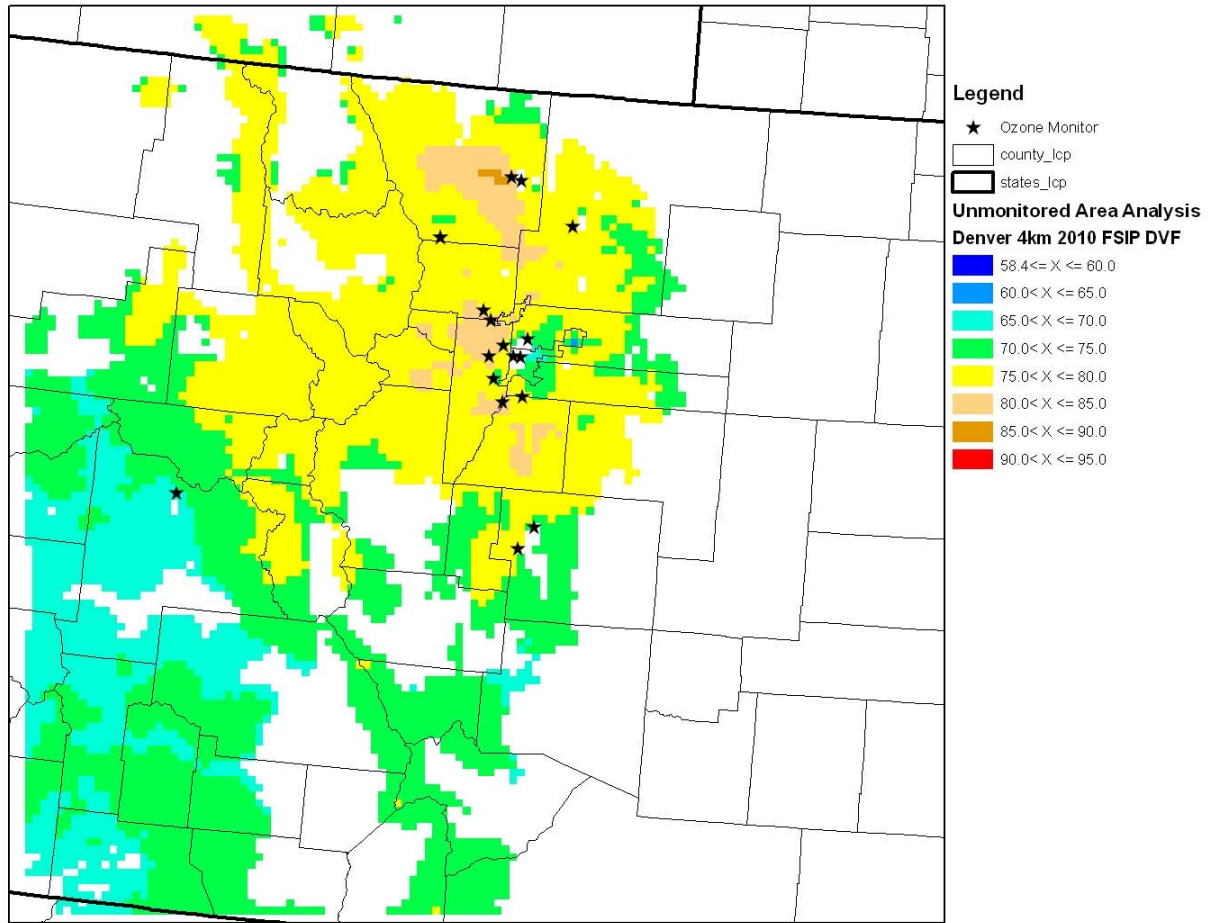 Legend
Ozone Monitor
county_lcp
states_lcp
Unmonitored Area Analysis
Denver 4km 2010 FSIP DVF
58.4<= X <= 60.0
60.0< X <= 65.0
65.0< X <= 70.0
70.0< X <= 75.0
75.0< X <= 80.0
80.0< X <= 85.0
85.0< X <= 90.0
90.0< X <= 95.0